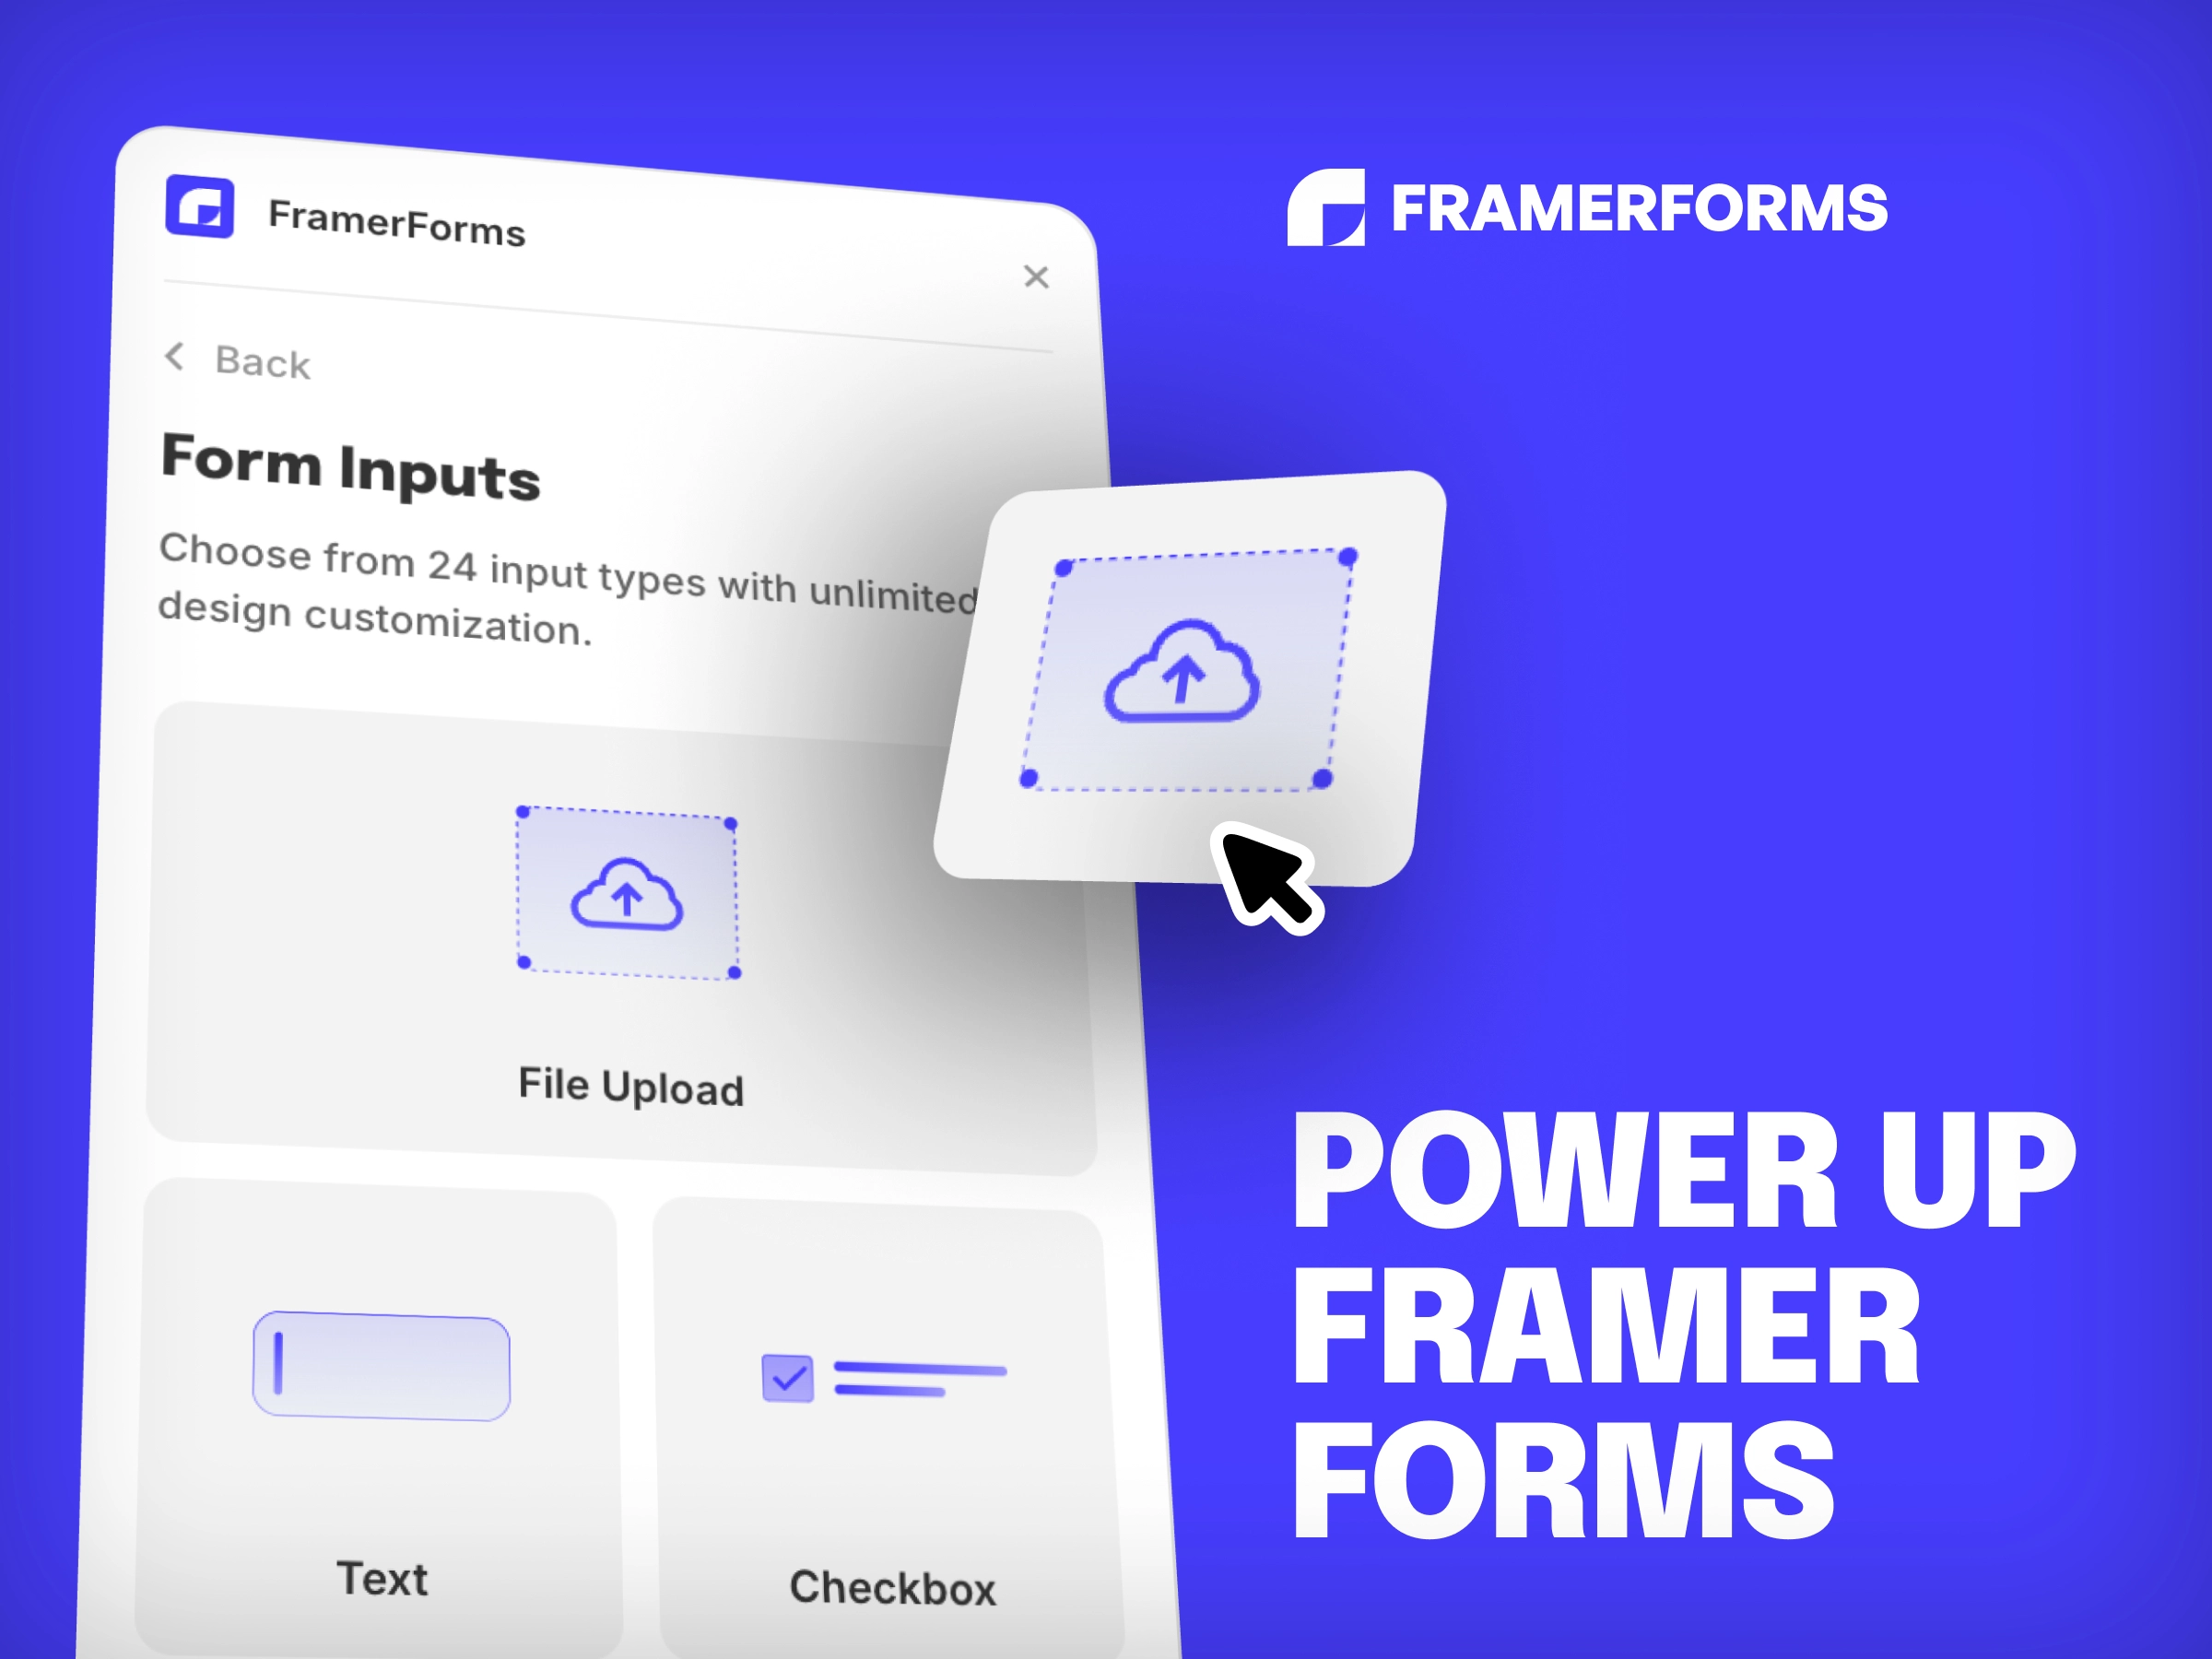 FramerForms
Back
Form Inputs
Choose from 24 input types with unlimited
design customization.
File Upload
Text
Checkbox
FRAMERFORMS
POWER UP
FRAMER
FORMS